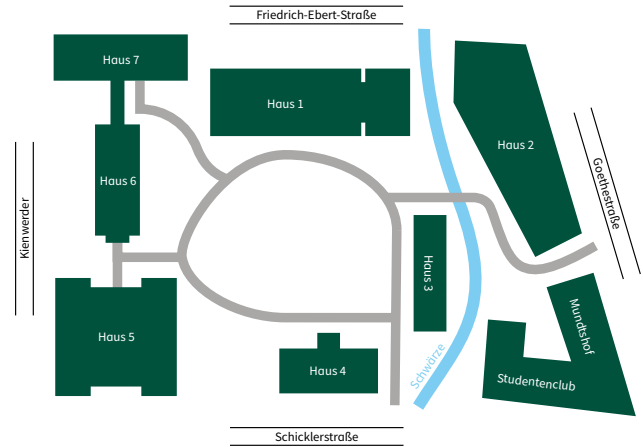 Friedrich-Ebert-Straße
Haus 7
Haus 1
Haus 2
Goethestraße
Haus 6
Kienwerder
Haus 3
Haus 5
Haus 4
Schwärze
Mundtshof
Studentenclub
Schicklerstraße